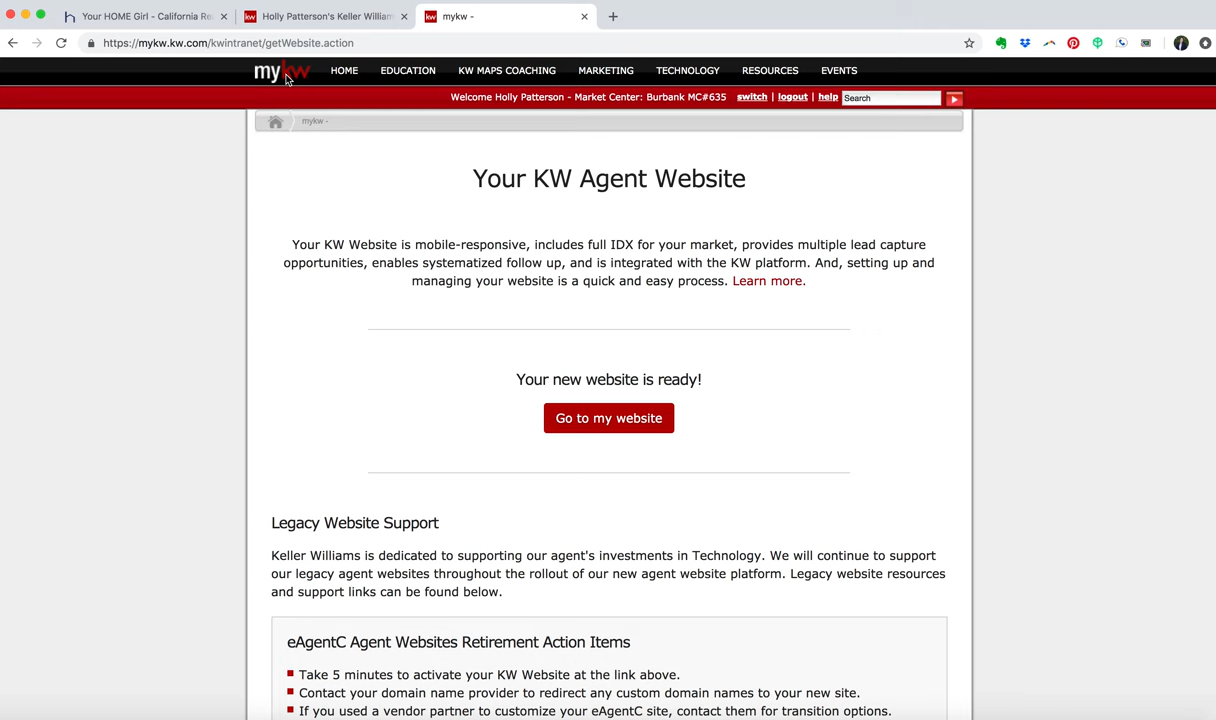 Your HOME Girl - California Re
Holly Patterson's Keller William
mykw -
https://mykw.kw.com/kwintranet/getWebsite.action
mykw HOME EDUCATION KW MAPS COACHING MARKETING TECHNOLOGY RESOURCES EVENTS
Welcome Holly Patterson - Market Center: Burbank MC#635 switch | logout | help Search
mykw -
Your KW Agent Website
Your KW Website is mobile-responsive, includes full IDX for your market, provides multiple lead capture
opportunities, enables systematized follow up, and is integrated with the KW platform. And, setting up and
managing your website is a quick and easy process. Learn more.
Your new website is ready!
Go to my website
Legacy Website Support
Keller Williams is dedicated to supporting our agent's investments in Technology. We will continue to support
our legacy agent websites throughout the rollout of our new agent website platform. Legacy website resources
and support links can be found below.
eAgentC Agent Websites Retirement Action Items
Take 5 minutes to activate your KW Website at the link above.
Contact your domain name provider to redirect any custom domain names to your new site.
If you used a vendor partner to customize your eAgentC site, contact them for transition options.